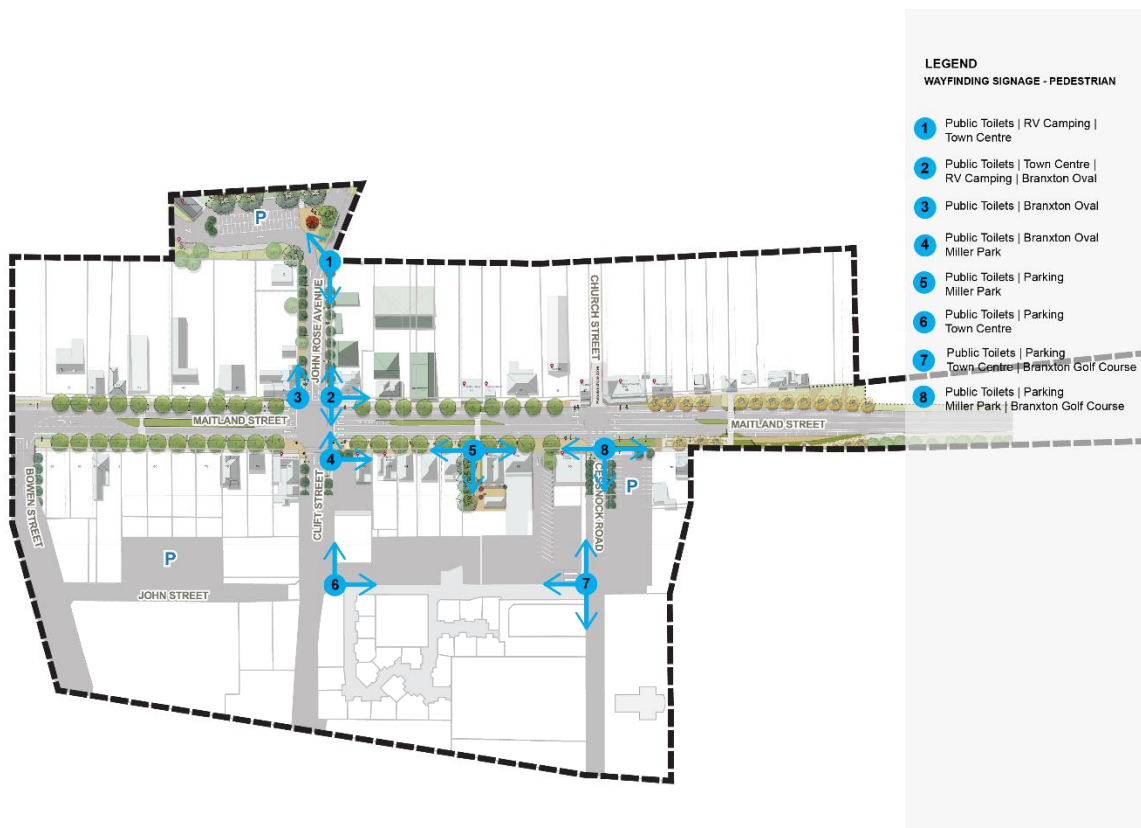 LEGEND
WAYFINDING SIGNAGE - PEDESTRIAN
1 Public Toilets | RV Camping |
Town Centre
2 Public Toilets | Town Centre |
RV Camping | Branxton Oval
3 Public Toilets | Branxton Oval
4 Public Toilets | Branxton Oval
Miller Park
5 Public Toilets | Parking
Miller Park
6 Public Toilets | Parking
Town Centre
7 Public Toilets | Parking
Town Centre | Branxton Golf Course
8 Public Toilets | Parking
Miller Park | Branxton Golf Course
P
1
JOHN ROSE AVENUE
CHURCH STREET
3
2
MAITLAND STREET
MAITLAND STREET
4
5
8
BOWEN STREET
CLIFT STREET
CESSNOCK ROAD
P
P
6
7
JOHN STREET